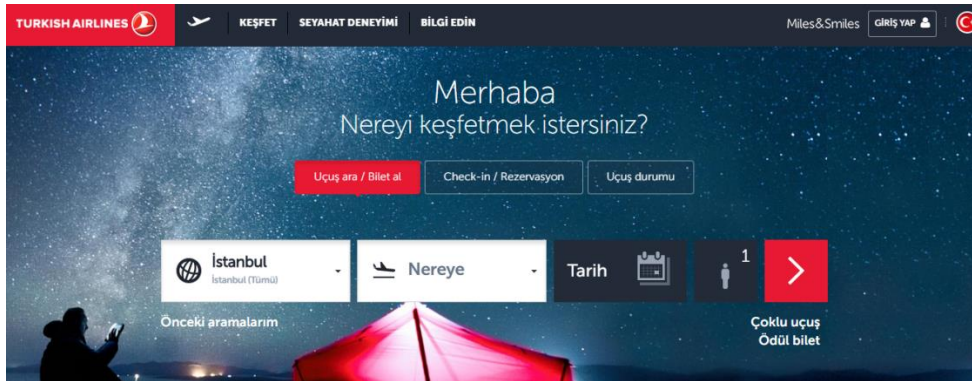 TURKISH AIRLINES
KEŞFET
SEYAHAT DENEYİMİ
BİLGİ EDİN
Miles&Smiles
GİRİŞ YAP
Merhaba
Nereyi keşfetmek istersiniz?
Uçuş ara / Bilet al
Check-in / Rezervasyon
Uçuş durumu
İstanbul
İstanbul (Tümü)
Nereye
Tarih
1
Önceki aramalarım
Çoklu uçuş
Ödül bilet